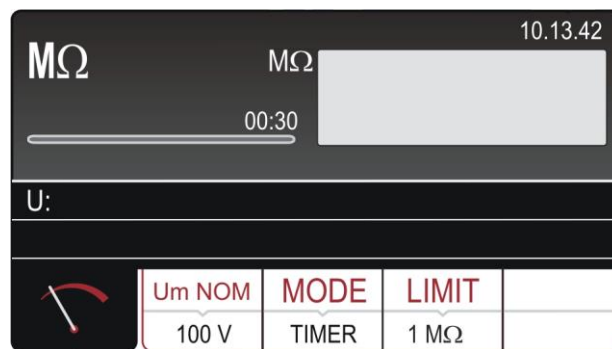 10.13.42
MΩ
MΩ
00:30
U:
Um NOM MODE LIMIT
100 V TIMER 1 MΩ